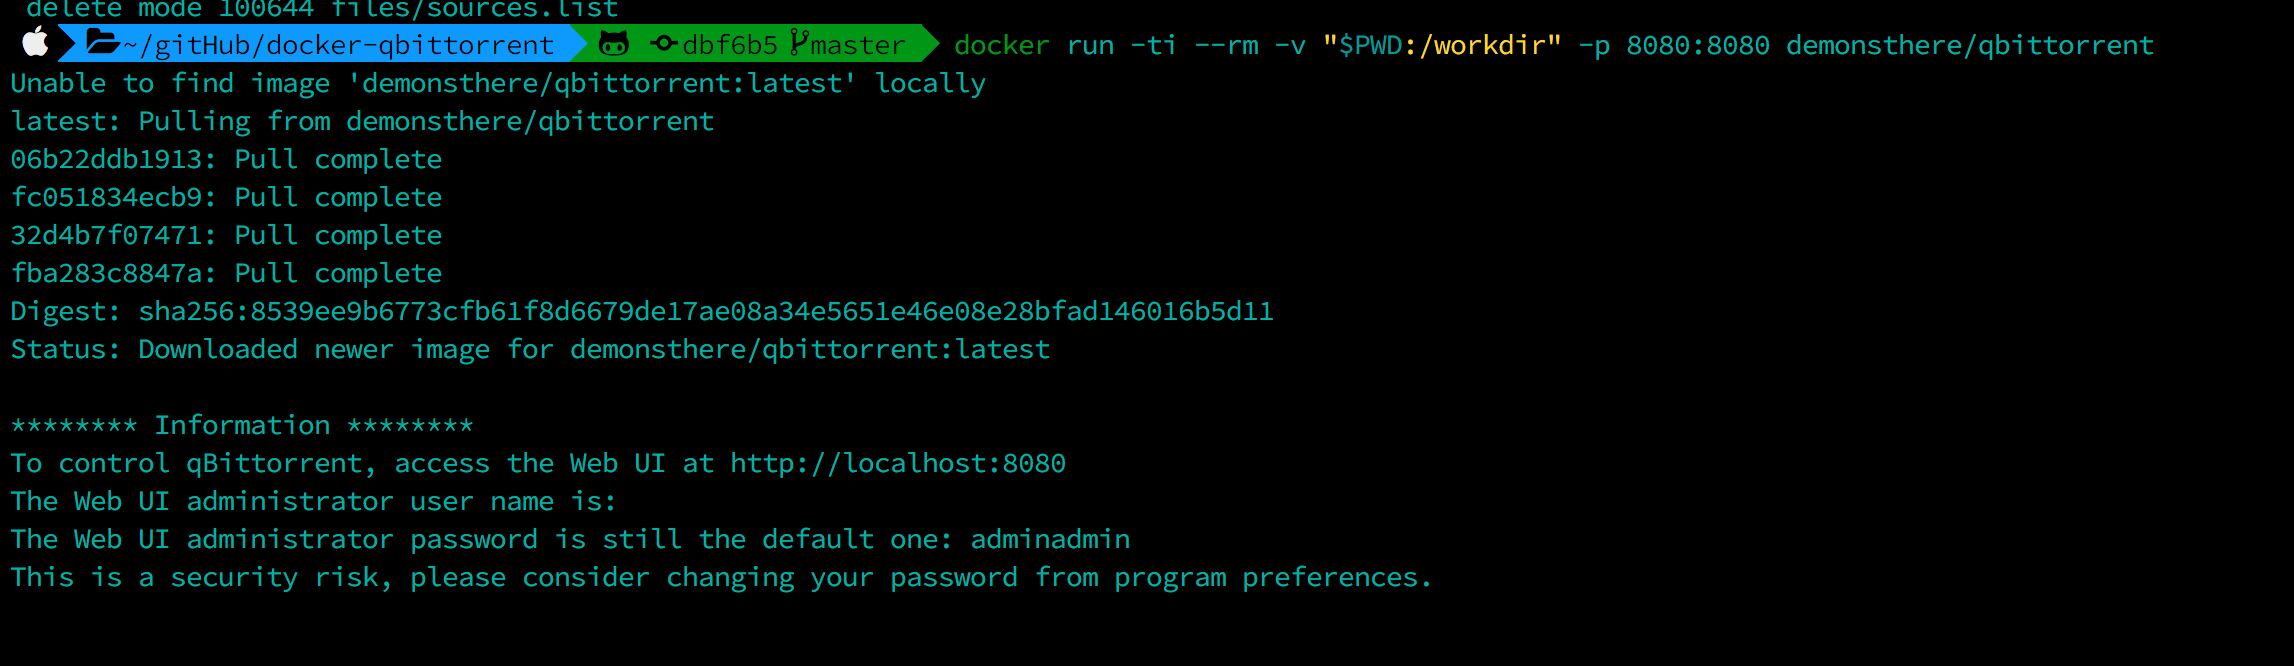 delete mode 100644 files/sources.list
~/gitHub/docker-qbittorrent dbf6b5 master docker run -ti --rm -v "$PWD:/workdir" -p 8080:8080 demonsthere/qbittorrent
Unable to find image 'demonsthere/qbittorrent:latest' locally
latest: Pulling from demonsthere/qbittorrent
06b22ddb1913: Pull complete
fc051834ecb9: Pull complete
32d4b7f07471: Pull complete
fba283c8847a: Pull complete
Digest: sha256:8539ee9b6773cfb61f8d6679de17ae08a34e5651e46e08e28bfad146016b5d11
Status: Downloaded newer image for demonsthere/qbittorrent:latest
******** Information ********
To control qBittorrent, access the Web UI at http://localhost:8080
The Web UI administrator user name is:
The Web UI administrator password is still the default one: adminadmin
This is a security risk, please consider changing your password from program preferences.